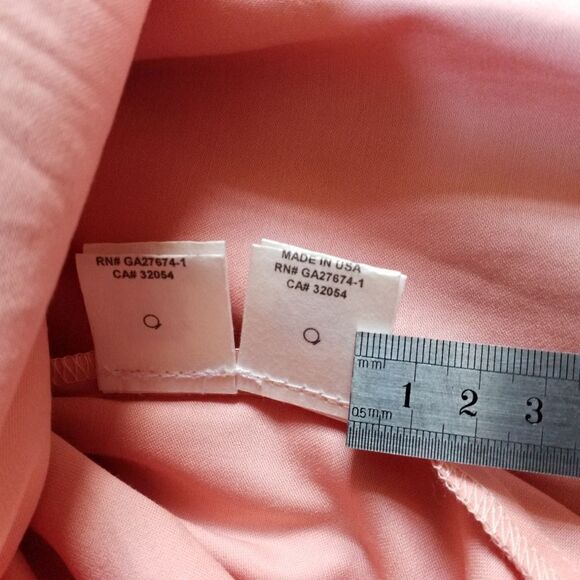 RN# GA27674-1
CA# 32054
MADE IN USA
RN# GA27674-1
CA# 32054
mm
1 2 3
0.5mm